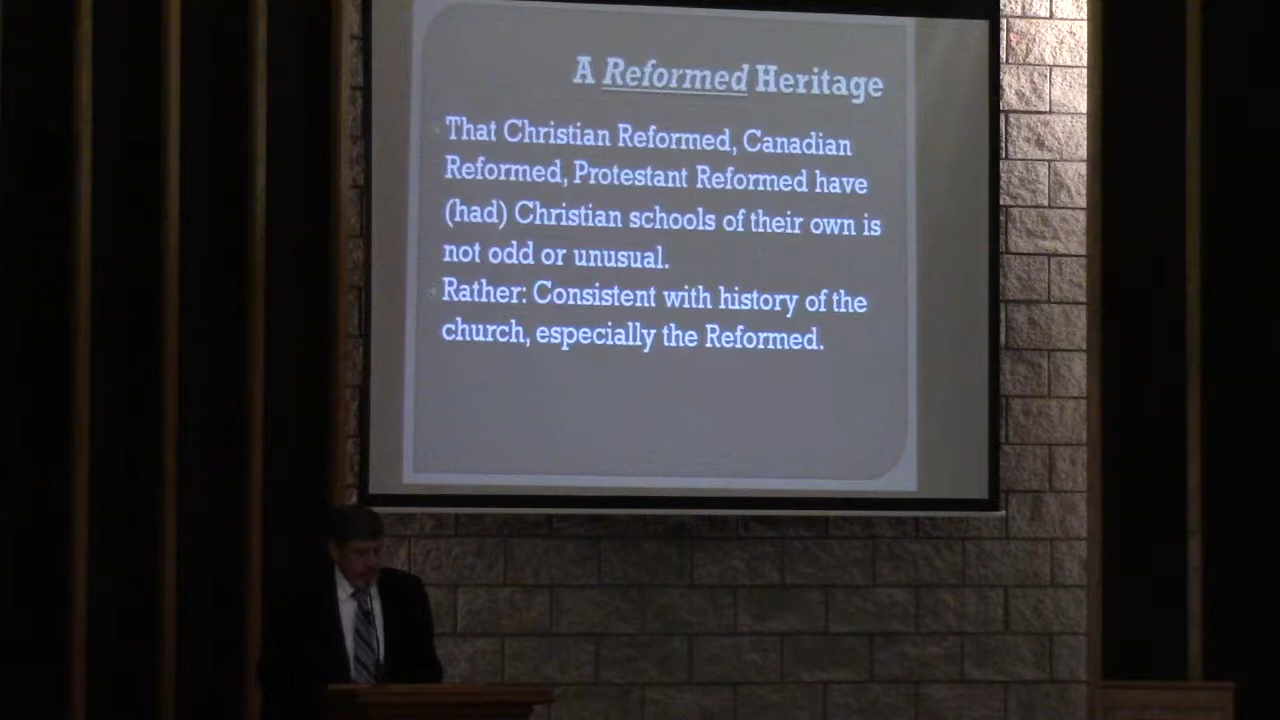 A Reformed Heritage
That Christian Reformed, Canadian
Reformed, Protestant Reformed have
(had) Christian schools of their own is
not odd or unusual.
Rather: Consistent with history of the
church, especially the Reformed.